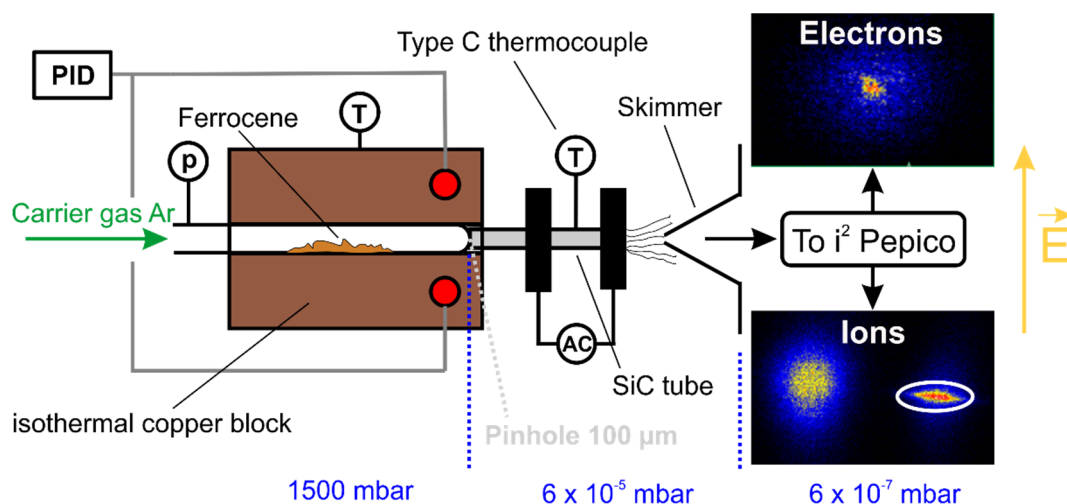 PID
Type C thermocouple
Electrons
Ferrocene
T
Skimmer
p
T
Carrier gas Ar
To i² Pepico
E
AC
Ions
SiC tube
isothermal copper block
Pinhole 100 µm
1500 mbar
6 x 10⁻⁵ mbar
6 x 10⁻⁷ mbar